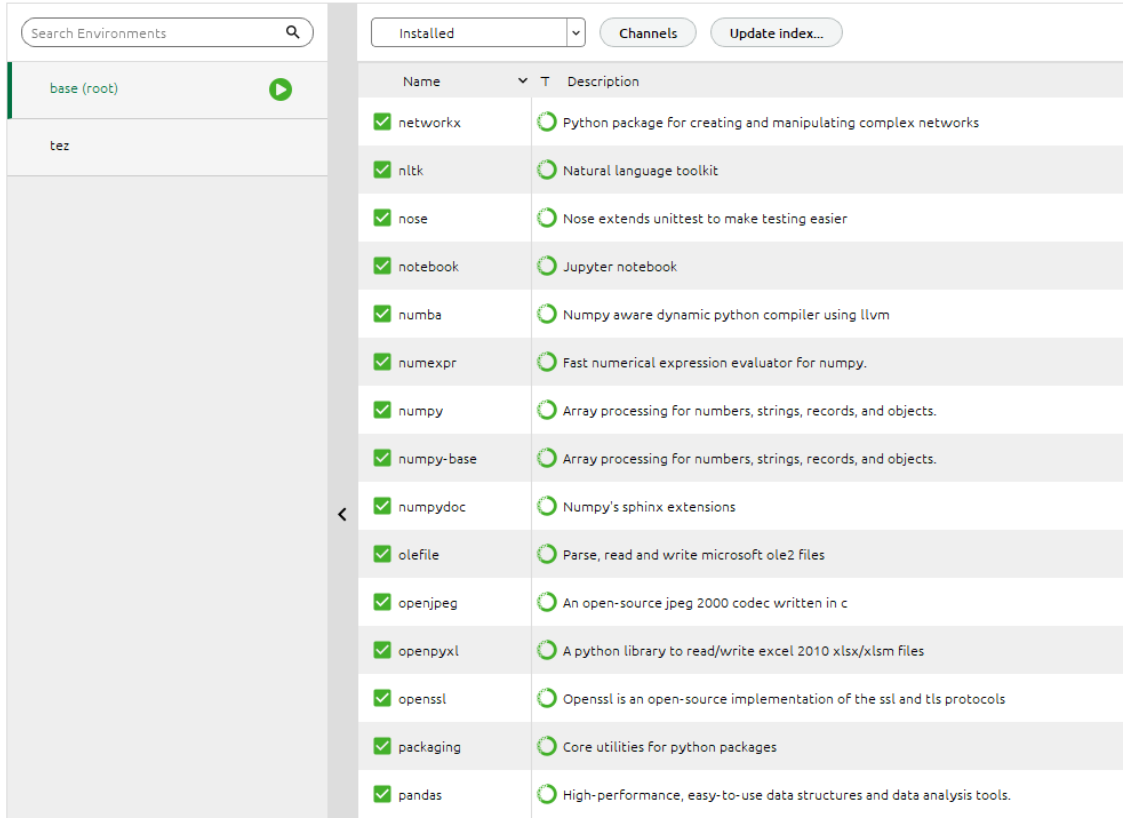 Search Environments
Installed
Channels
Update index...
base (root)
tez
Name T Description
networkx Python package for creating and manipulating complex networks
nltk Natural language toolkit
nose Nose extends unittest to make testing easier
notebook Jupyter notebook
numba Numpy aware dynamic python compiler using llvm
numexpr Fast numerical expression evaluator for numpy.
numpy Array processing for numbers, strings, records, and objects.
numpy-base Array processing for numbers, strings, records, and objects.
numpydoc Numpy's sphinx extensions
olefile Parse, read and write microsoft ole2 files
openjpeg An open-source jpeg 2000 codec written in c
openpyxl A python library to read/write excel 2010 xlsx/xlsm files
openssl Openssl is an open-source implementation of the ssl and tls protocols
packaging Core utilities for python packages
pandas High-performance, easy-to-use data structures and data analysis tools.